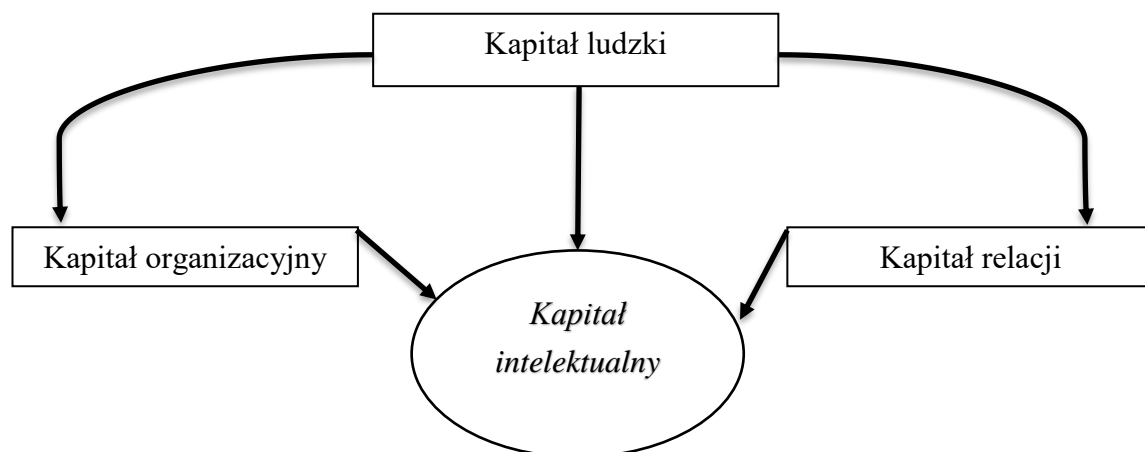 Kapitał ludzki
Kapitał organizacyjny
Kapitał relacji
Kapitał
intelektualny